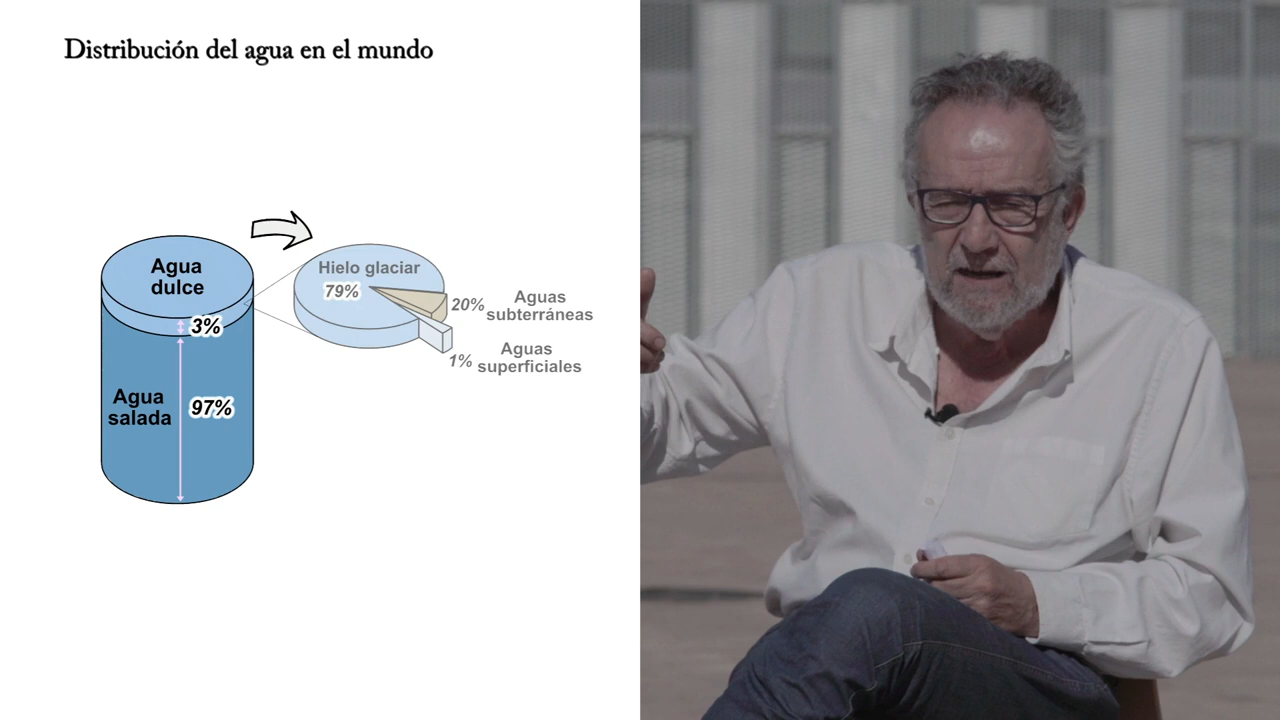 Distribución del agua en el mundo
Agua
dulce
3%
Agua
salada
97%
Hielo glaciar
79%
20%
Aguas
subterráneas
1%
Aguas
superficiales